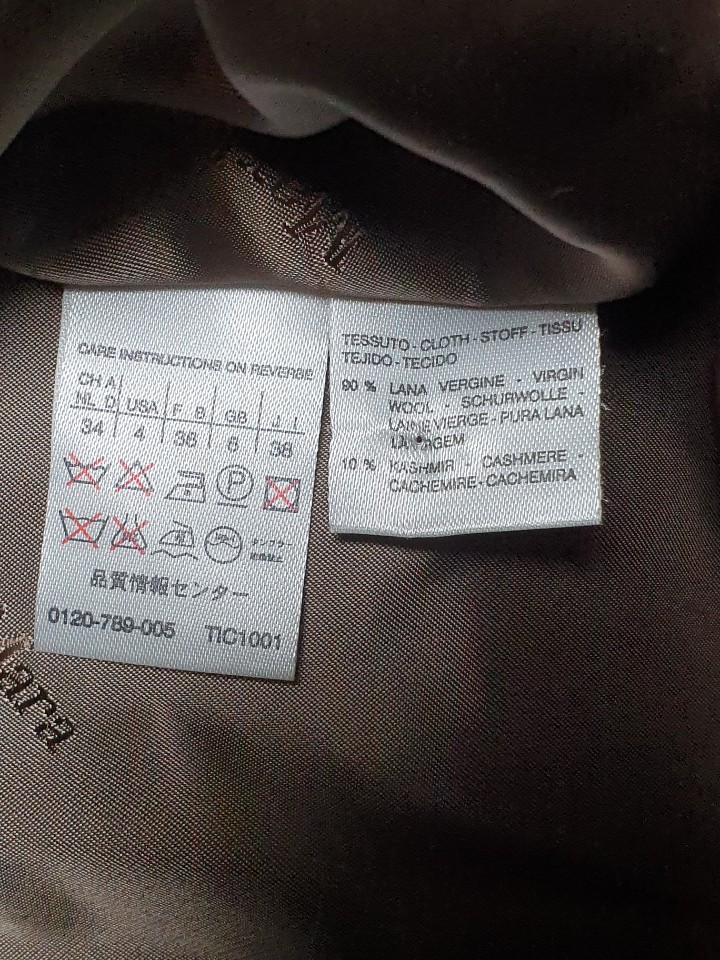 CARE INSTRUCTIONS ON REVERSE
CH A
NL D USA F B GB J I
34 4 36 6 38
P
品質情報センター
0120-789-005 TIC1001
TESSUTO - CLOTH - STOFF - TISSU
TEJIDO - TECIDO
90 % LANA VERGINE - VIRGIN
WOOL - SCHURWOLLE -
LAINE VIERGE - PURA LANA
10 % KASHMIR - CASHMERE -
CACHEMIRE - CACHEMIRA
Mara